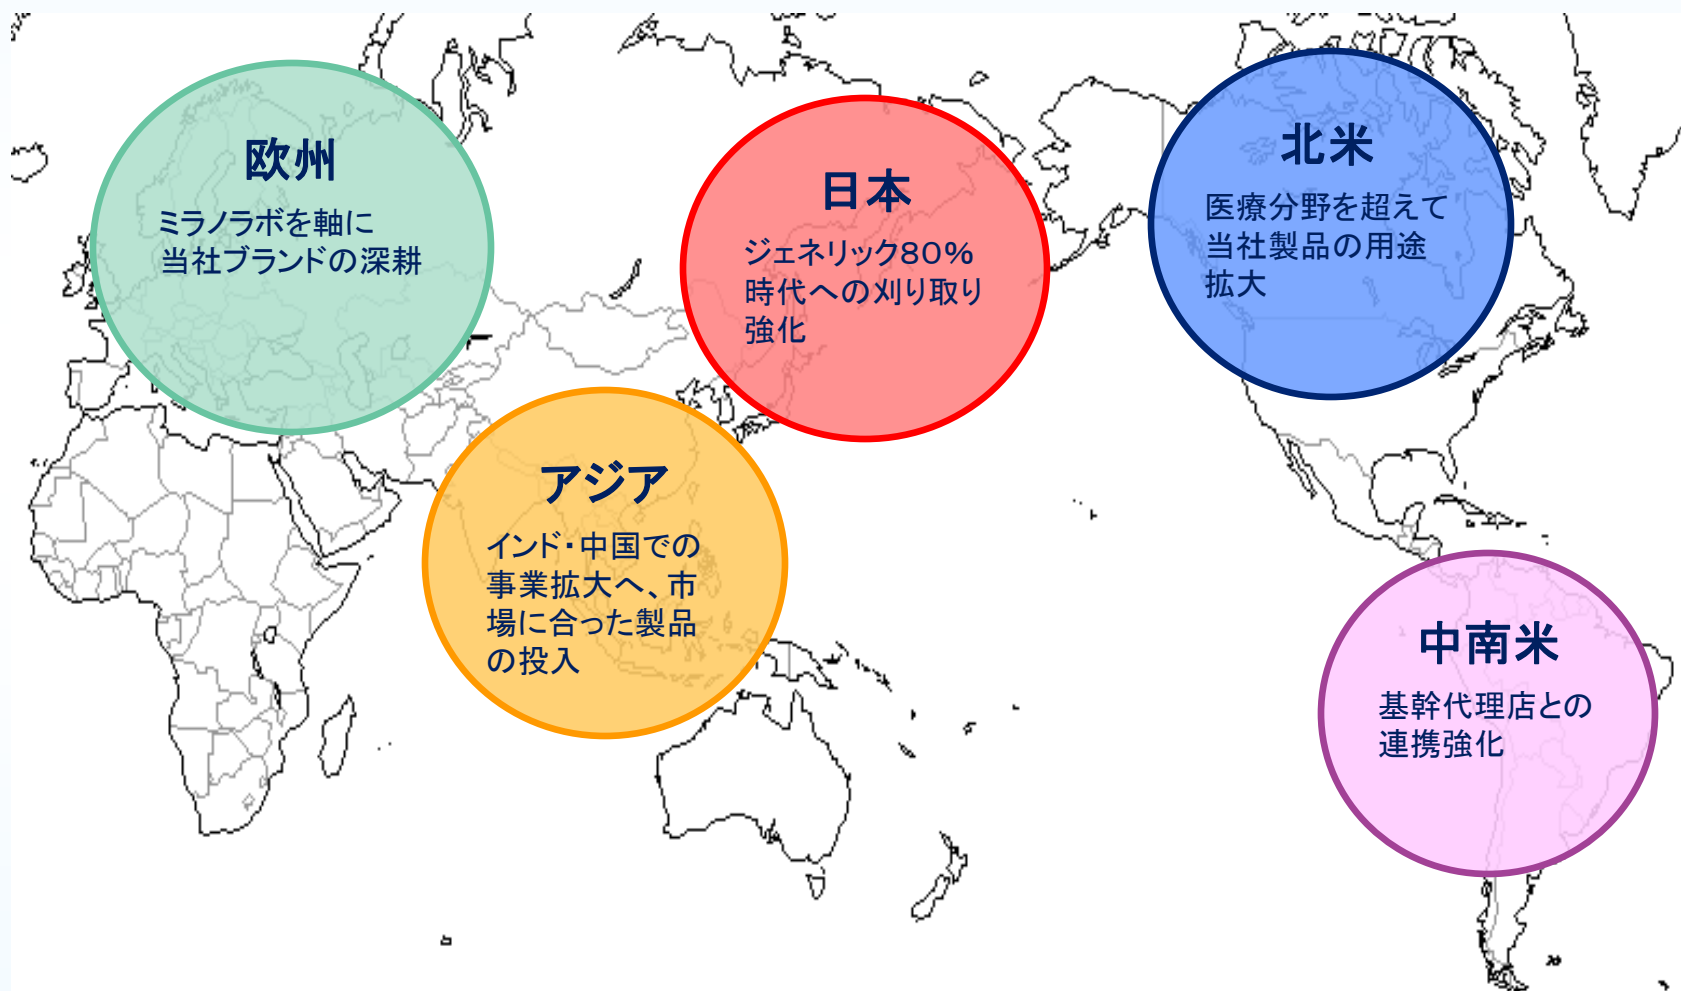 欧州
ミラノラボを軸に
当社ブランドの深耕
日本
ジェネリック80%
時代への刈り取り
強化
北米
医療分野を超えて
当社製品の用途
拡大
アジア
インド・中国での
事業拡大へ、市
場に合った製品
の投入
中南米
基幹代理店との
連携強化